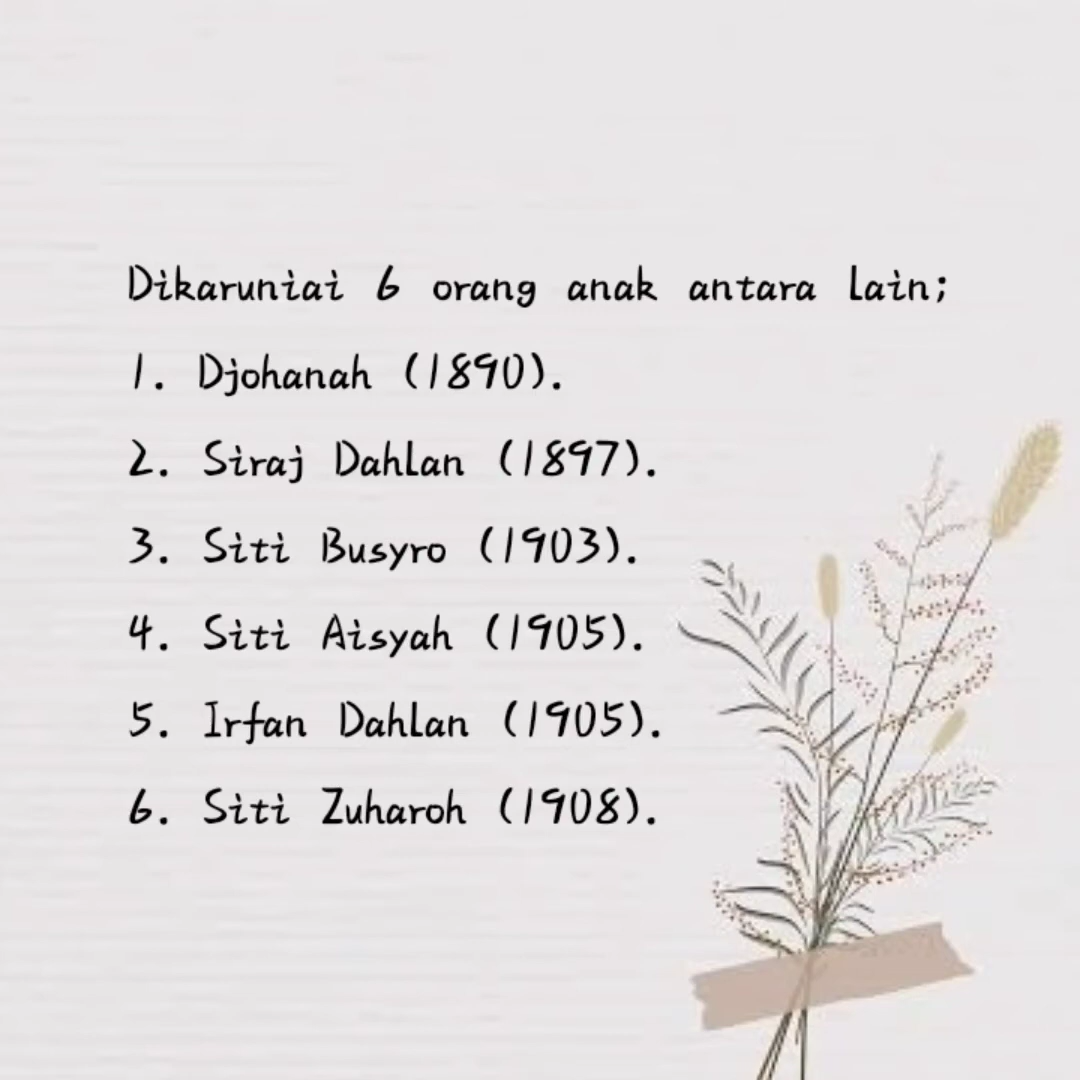 Dikaruniai 6 orang anak antara lain;
1. Djohanah (1890).
2. Siraj Dahlan (1897).
3. Siti Busyro (1903).
4. Siti Aisyah (1905).
5. Irfan Dahlan (1905).
6. Siti Zuharoh (1908).